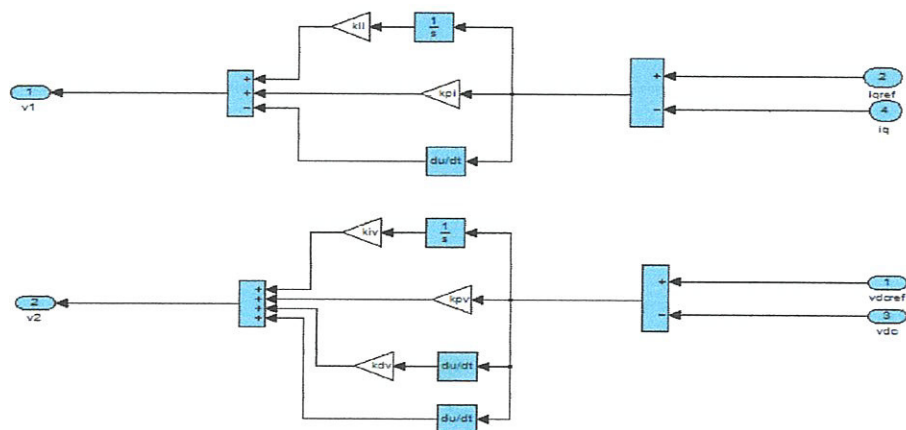 kii
1
s
1
v1
+
+
−
kpi
+
−
2
iqref
4
iq
du/dt
kiv
1
s
2
v2
+
+
+
+
kpv
+
−
1
vdcref
3
vdc
kdv
du/dt
du/dt